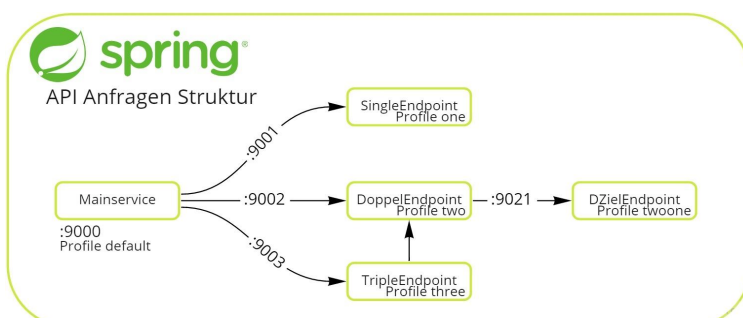 spring
API Anfragen Struktur
SingleEndpoint
Profile one
:9001
Mainservice
:9000
Profile default
:9002
DoppelEndpoint
Profile two
:9021
DZielEndpoint
Profile twoone
:9003
TripleEndpoint
Profile three